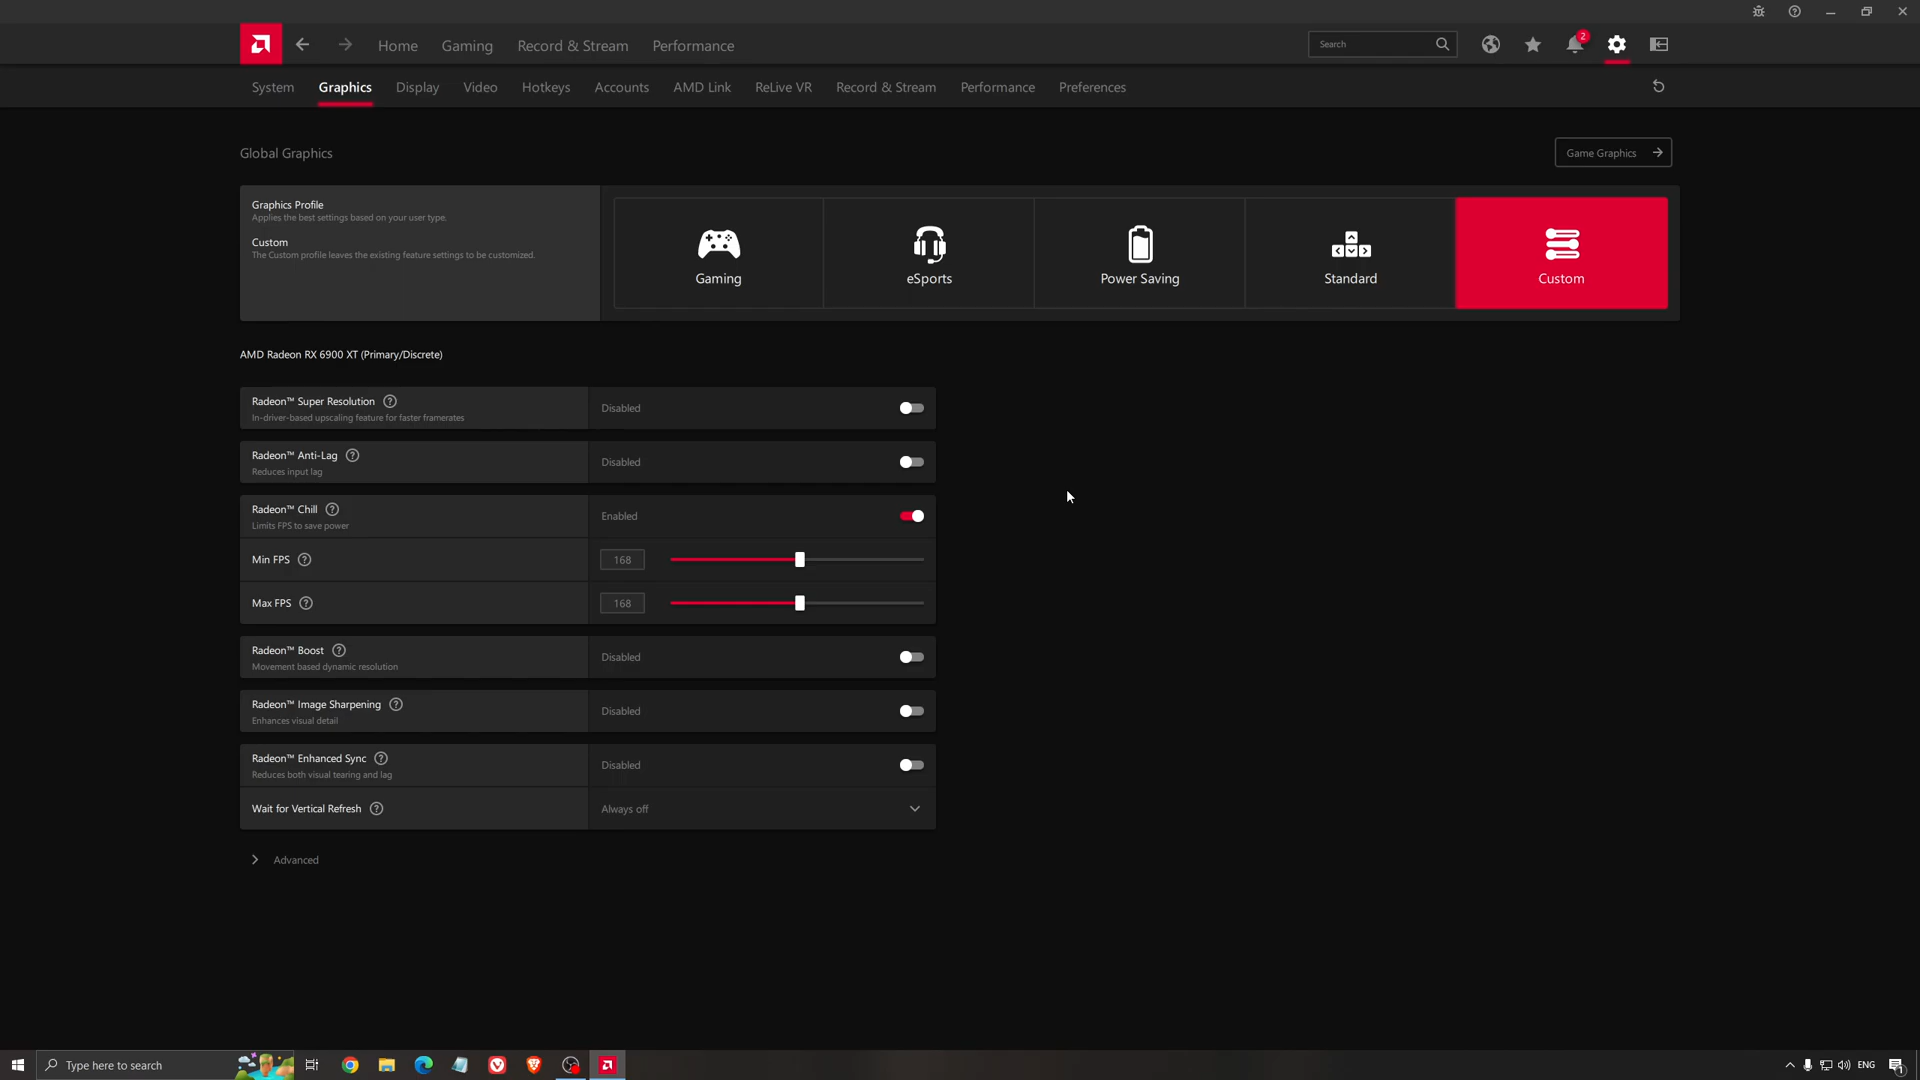 Home Gaming Record & Stream Performance Search 2
System Graphics Display Video Hotkeys Accounts AMD Link ReLive VR Record & Stream Performance Preferences
Global Graphics
Game Graphics
Graphics Profile
Applies the best settings based on your user type.
Custom
The Custom profile leaves the existing feature settings to be customized.
Gaming
eSports
Power Saving
Standard
Custom
AMD Radeon RX 6900 XT (Primary/Discrete)
Radeon™ Super Resolution
In-driver-based upscaling feature for faster framerates
Disabled
Radeon™ Anti-Lag
Reduces input lag
Disabled
Radeon™ Chill
Limits FPS to save power
Enabled
Min FPS
168
Max FPS
168
Radeon™ Boost
Movement based dynamic resolution
Disabled
Radeon™ Image Sharpening
Enhances visual detail
Disabled
Radeon™ Enhanced Sync
Reduces both visual tearing and lag
Disabled
Wait for Vertical Refresh
Always off
Advanced
Type here to search
ENG
1